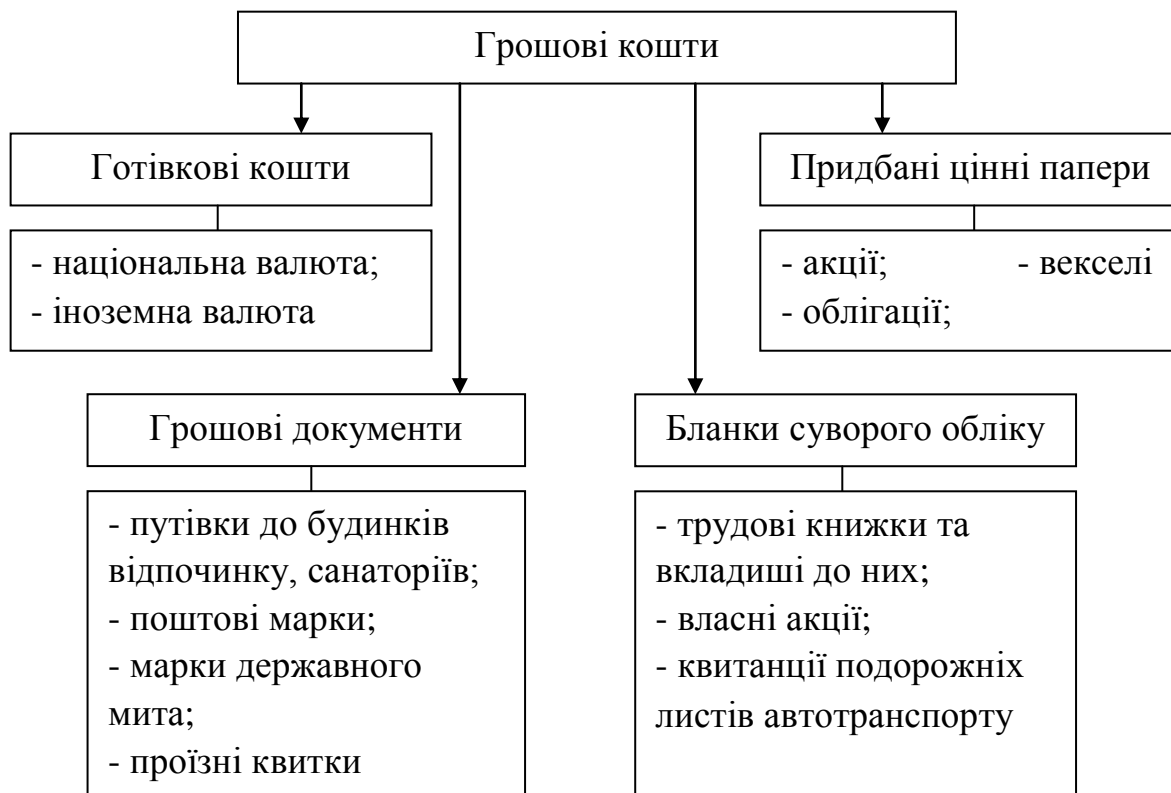 Грошові кошти
Готівкові кошти
Придбані цінні папери
- національна валюта;
- іноземна валюта
- акції; - векселі
- облігації;
Грошові документи
Бланки суворого обліку
- путівки до будинків
відпочинку, санаторіїв;
- поштові марки;
- марки державного
мита;
- проїзні квитки
- трудові книжки та
вкладиші до них;
- власні акції;
- квитанції подорожніх
листів автотранспорту